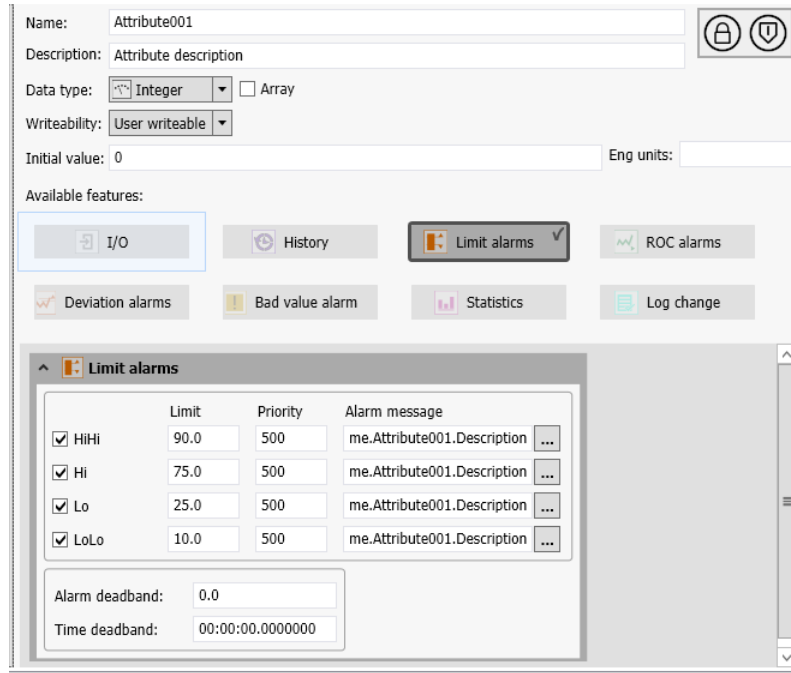 Name: Attribute001
Description: Attribute description
Data type: Integer Array
Writeability: User writeable
Initial value: 0 Eng units:
Available features:
I/O History Limit alarms ROC alarms
Deviation alarms Bad value alarm Statistics Log change
Limit alarms
Limit Priority Alarm message
HiHi 90.0 500 me.Attribute001.Description ...
Hi 75.0 500 me.Attribute001.Description ...
Lo 25.0 500 me.Attribute001.Description ...
LoLo 10.0 500 me.Attribute001.Description ...
Alarm deadband: 0.0
Time deadband: 00:00:00.0000000